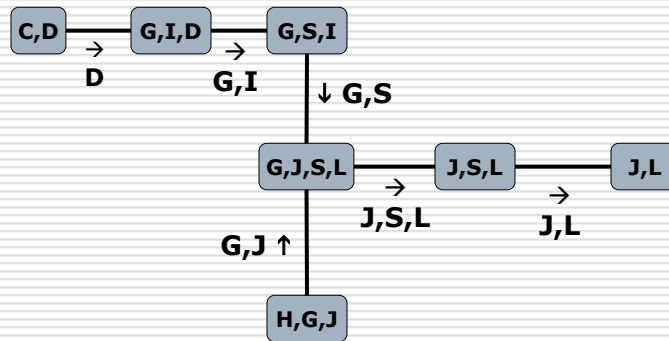 C,D
G,I,D
G,S,I
→
D
→
G,I
↓ G,S
G,J,S,L
J,S,L
J,L
→
J,S,L
→
J,L
G,J ↑
H,G,J